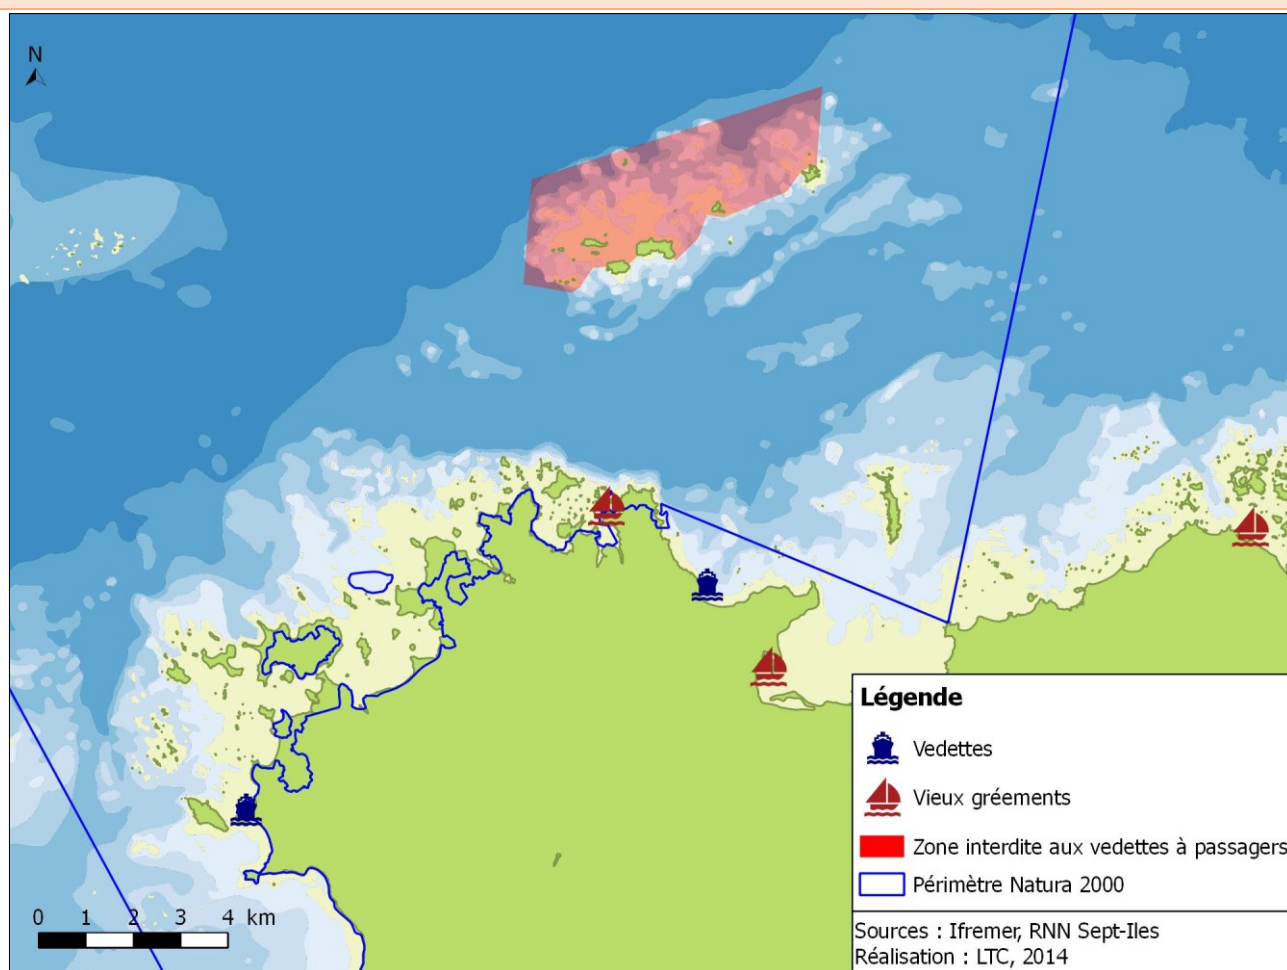 N
Légende
Vedettes
Vieux gréements
Zone interdite aux vedettes à passagers
Périmètre Natura 2000
0 1 2 3 4 km
Sources : Ifremer, RNN Sept-Iles
Réalisation : LTC, 2014